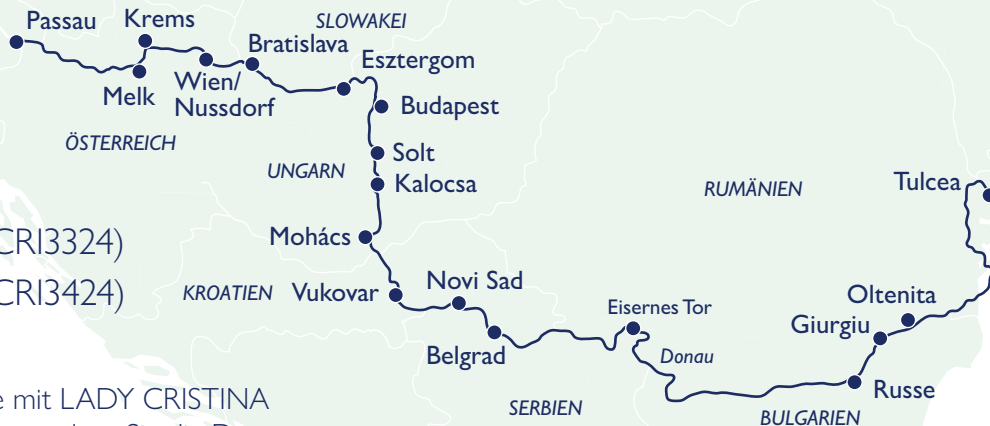 Passau
Krems
SLOWAKEI
Bratislava
Esztergom
Melk
Wien/
Nussdorf
Budapest
ÖSTERREICH
Solt
UNGARN
Kalocsa
RUMÄNIEN
Tulcea
CRI3324)
Mohács
CRI3424)
KROATIEN
Vukovar
Novi Sad
Eisernes Tor
Oltenita
Giurgiu
Belgrad
Donau
Russe
e mit LADY CRISTINA
SERBIEN
BULGARIEN